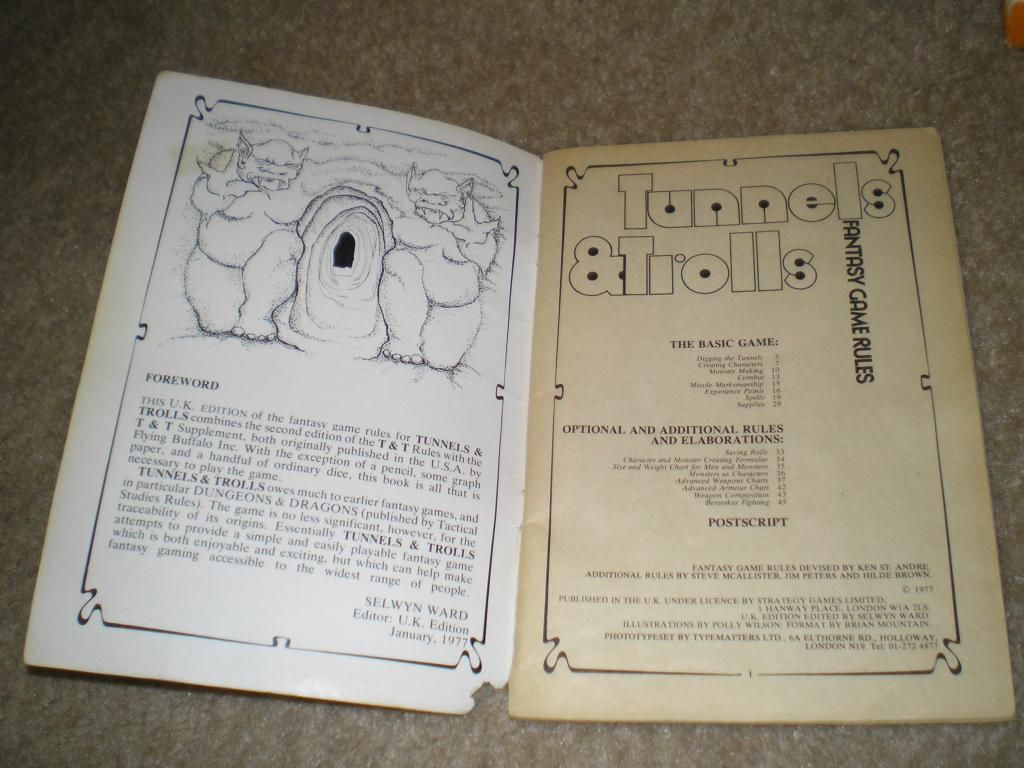 FOREWORD
THIS U.K. EDITION of the fantasy game rules for TUNNELS &
TROLLS combines the second edition of the T & T Rules with the
T & T Supplement, both originally published in the U.S.A. by
Flying Buffalo Inc. With the exception of a pencil, some graph
paper, and a handful of ordinary dice, this book is all that is
necessary to play the game.
TUNNELS & TROLLS owes much to earlier fantasy games, and
in particular DUNGEONS & DRAGONS (published by Tactical
Studies Rules). The game is no less significant, however, for the
traceability of its origins. Essentially TUNNELS & TROLLS
attempts to provide a simple and easily playable fantasy game
which is both enjoyable and exciting, but which can help make
fantasy gaming accessible to the widest range of people.
SELWYN WARD
Editor: U.K. Edition
January, 1977
Tunnels
& Trolls
FANTASY GAME RULES
THE BASIC GAME:
Digging the Tunnels 3
Creating Characters 7
Monster Making 10
Combat 13
Missile Marksmanship 15
Experience Points 16
Spells 19
Supplies 29
OPTIONAL AND ADDITIONAL RULES
AND ELABORATIONS:
Saving Rolls 33
Character and Monster Creating Formulae 34
Size and Weight Chart for Men and Monsters 35
Monsters as Characters 36
Advanced Weapons Charts 37
Advanced Armour Chart 42
Weapon Composition 43
Berserker Fighting 45
POSTSCRIPT
FANTASY GAME RULES DEVISED BY KEN ST. ANDRE.
ADDITIONAL RULES BY STEVE MCALLISTER, JIM PETERS AND HILDE BROWN.
© 1977
PUBLISHED IN THE U.K. UNDER LICENCE BY STRATEGY GAMES LIMITED,
1 HANWAY PLACE, LONDON W1A 2LS.
U.K. EDITION EDITED BY SELWYN WARD.
ILLUSTRATIONS BY POLLY WILSON: FORMAT BY BRIAN MOUNTAIN.
PHOTOTYPESET BY TYPEMATTERS LTD., 6A ELTHORNE RD., HOLLOWAY,
LONDON N19. Tel: 01-272 4877
1